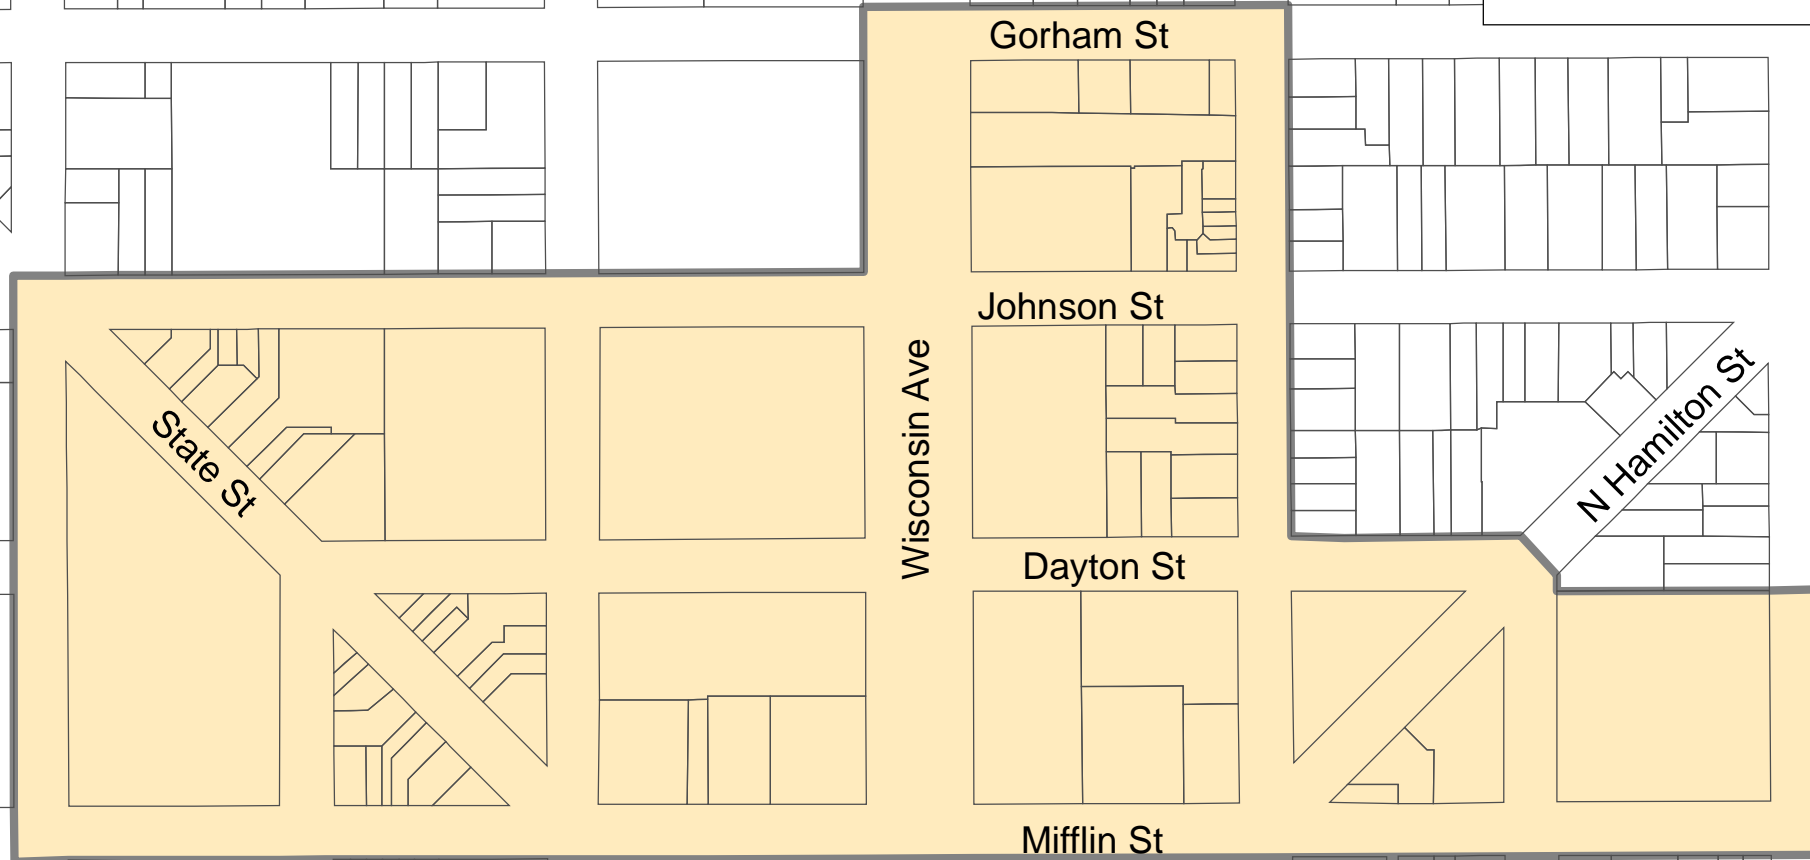 Gorham St
Johnson St
Wisconsin Ave
N Hamilton St
State St
Dayton St
Mifflin St